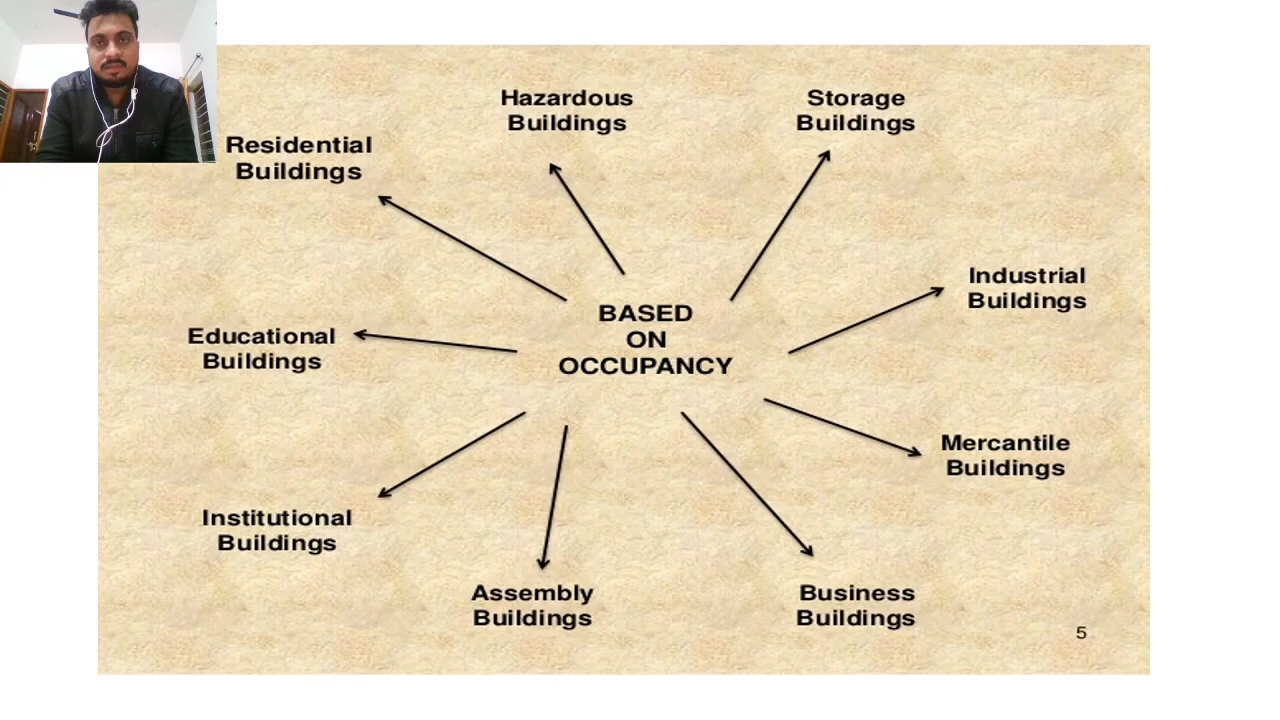 Hazardous
Buildings
Storage
Buildings
Residential
Buildings
Industrial
Buildings
BASED
ON
OCCUPANCY
Educational
Buildings
Mercantile
Buildings
Institutional
Buildings
Assembly
Buildings
Business
Buildings
5